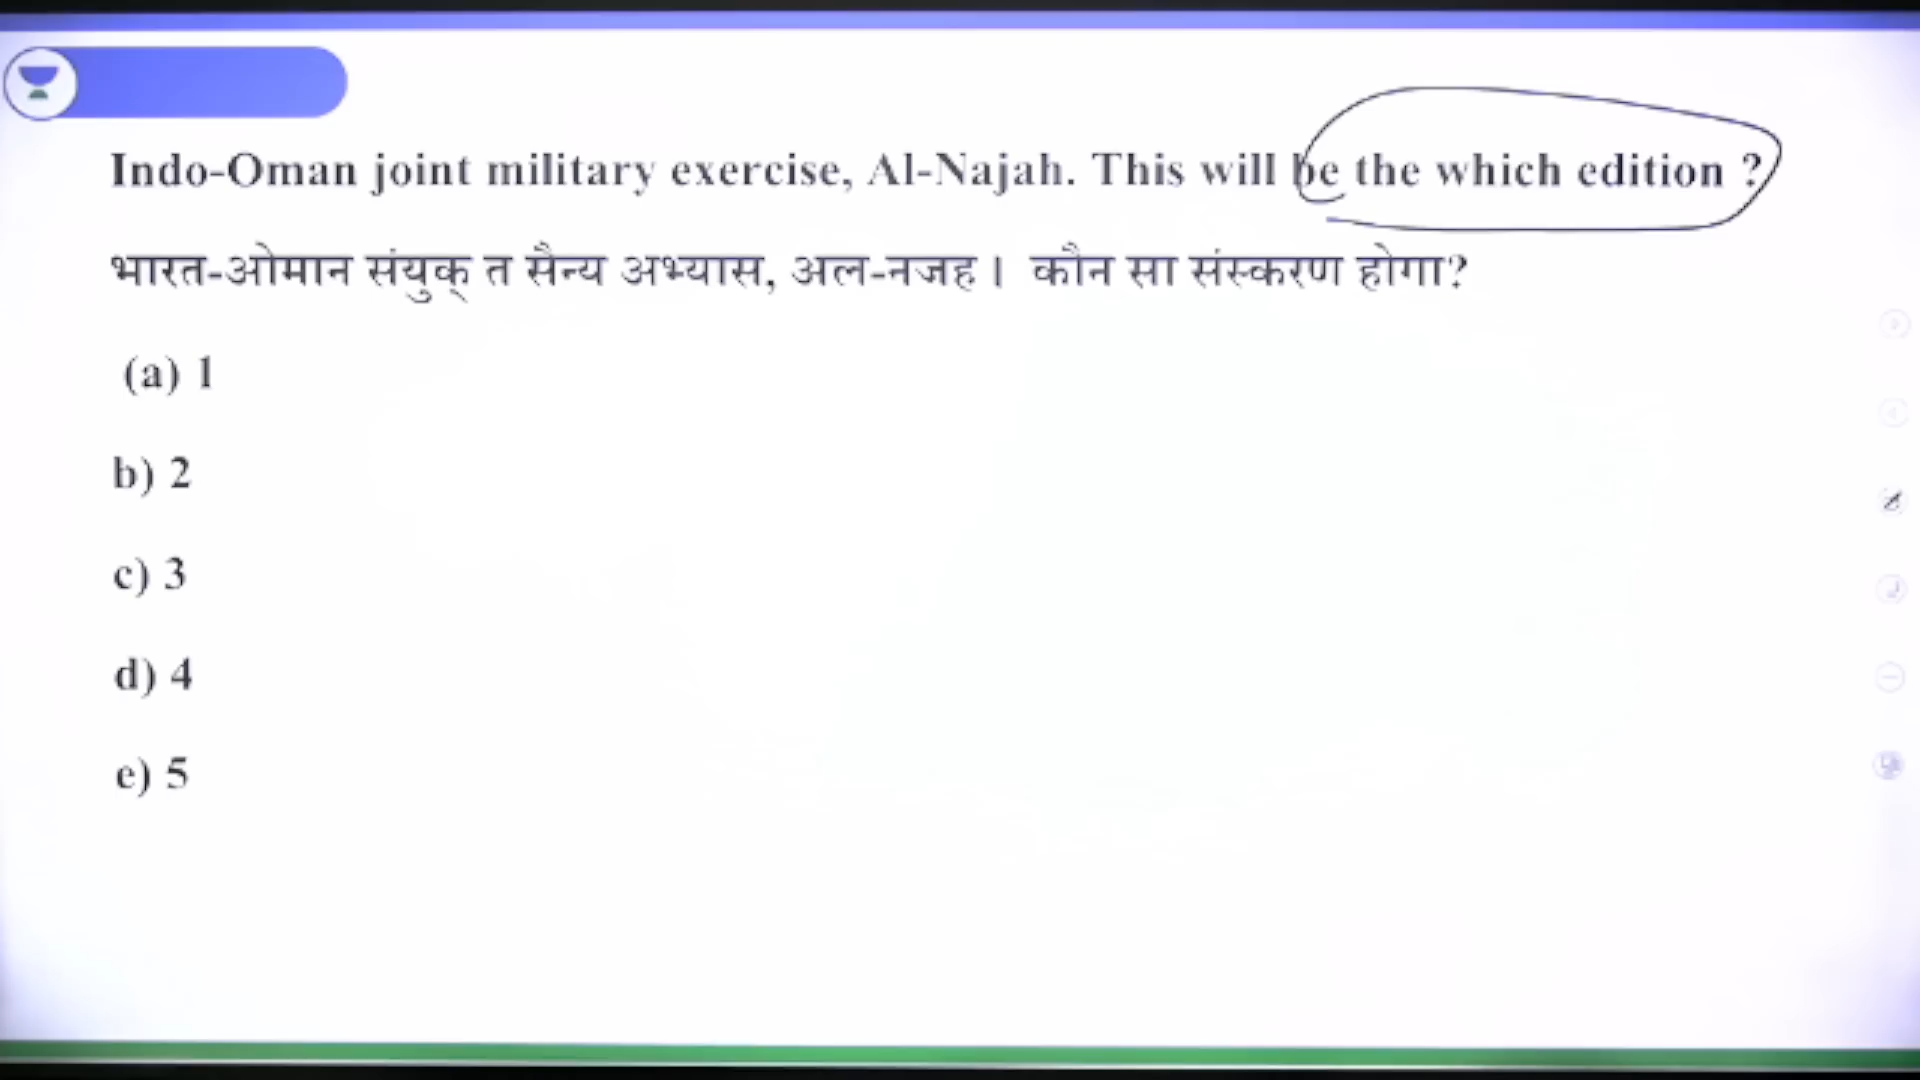 Indo-Oman joint military exercise, Al-Najah. This will be the which edition ?
भारत-ओमान संयुक् त सैन्य अभ्यास, अल-नजह । कौन सा संस्करण होगा?
(a) 1
b) 2
c) 3
d) 4
e) 5